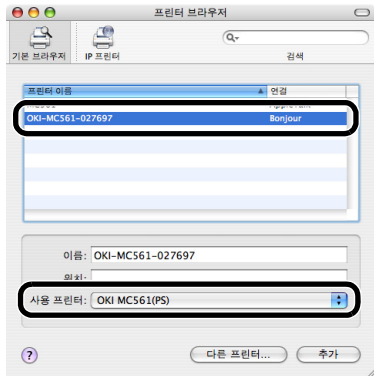 프린터 브라우저
기본 브라우저 IP 프린터 검색
프린터 이름 연결
OKI-MC561-027697 Bonjour
이름: OKI-MC561-027697
위치:
사용 프린터: OKI MC561(PS)
? 다른 프린터... 추가